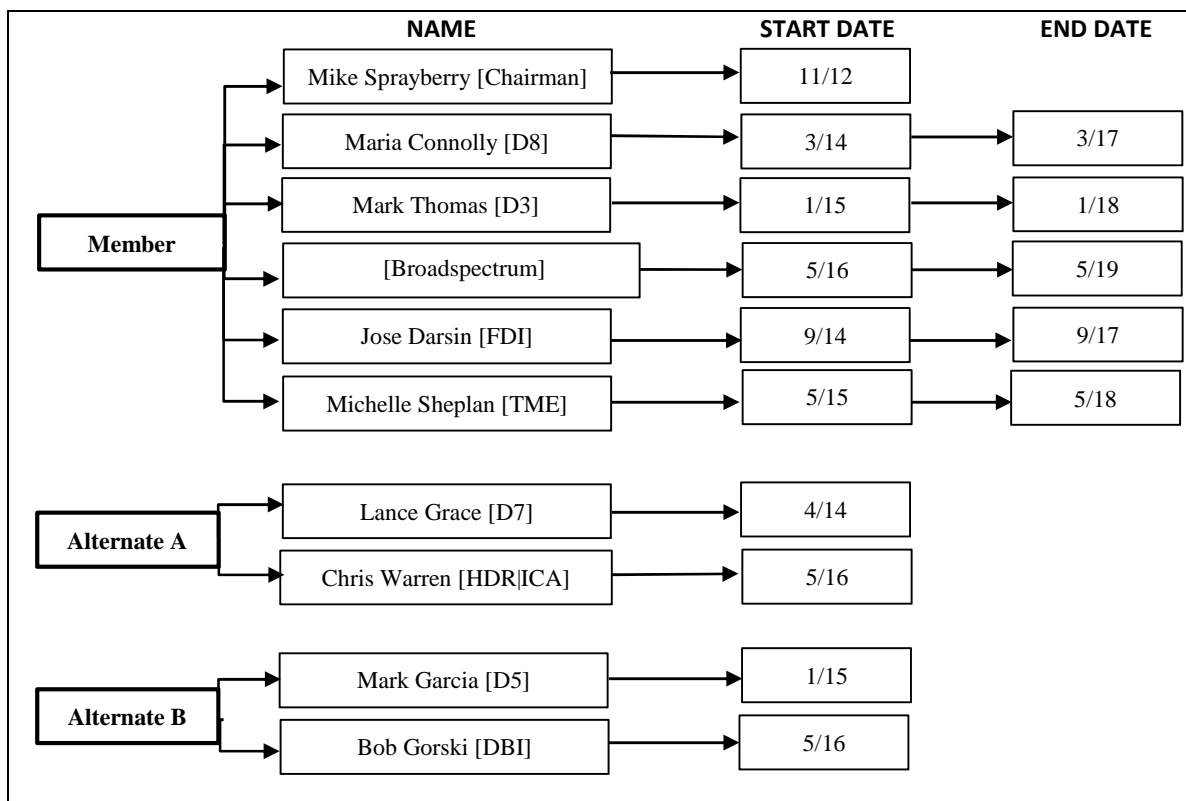 NAME START DATE END DATE
Mike Sprayberry [Chairman] 11/12
Maria Connolly [D8] 3/14 3/17
Mark Thomas [D3] 1/15 1/18
Member
[Broadspectrum] 5/16 5/19
Jose Darsin [FDI] 9/14 9/17
Michelle Sheplan [TME] 5/15 5/18
Lance Grace [D7] 4/14
Alternate A
Chris Warren [HDR|ICA] 5/16
Mark Garcia [D5] 1/15
Alternate B
Bob Gorski [DBI] 5/16